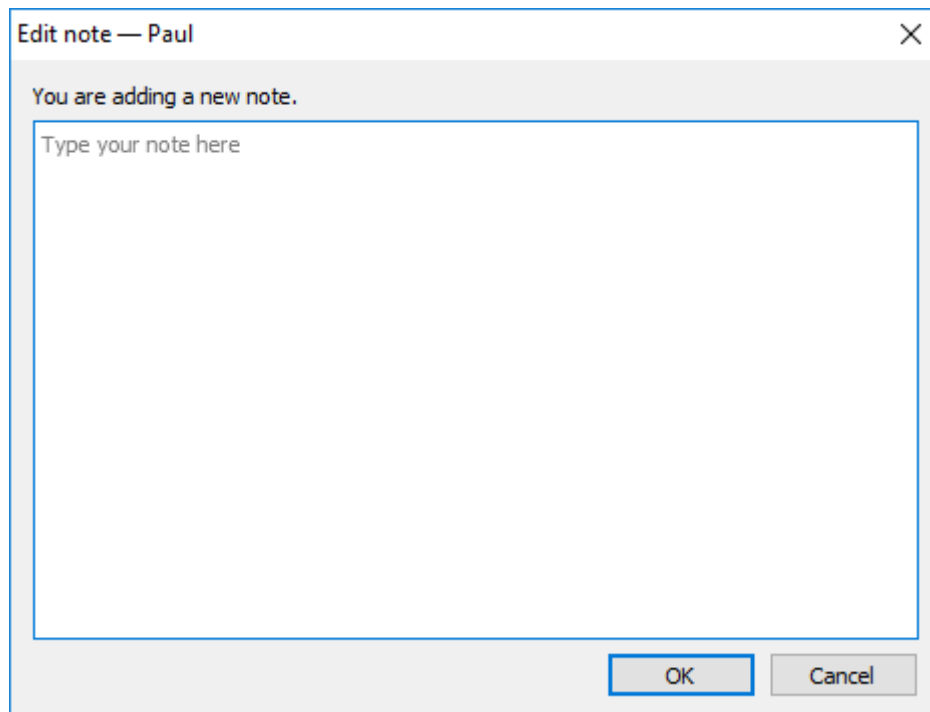 Edit note — Paul
You are adding a new note.
Type your note here
OK
Cancel